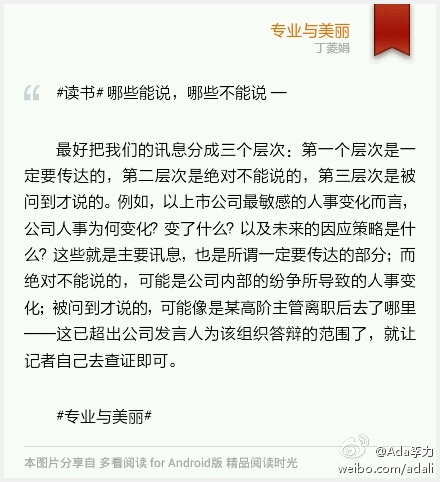 专业与美丽
丁菱娟
#读书# 哪些能说，哪些不能说 —
最好把我们的讯息分成三个层次：第一个层次是一
定要传达的，第二层次是绝对不能说的，第三层次是被
问到才说的。例如，以上市公司最敏感的人事变化而言，
公司人事为何变化？变了什么？以及未来的因应策略是什
么？这些就是主要讯息，也是所谓一定要传达的部分；而
绝对不能说的，可能是公司内部的纷争所导致的人事变
化；被问到才说的，可能像是某高阶主管离职后去了哪里
——这已超出公司发言人为该组织答辩的范围了，就让
记者自己去查证即可。
#专业与美丽#
本图片分享自 多看阅读 for Android版 精品阅读时光
@Ada李力
weibo.com/adali